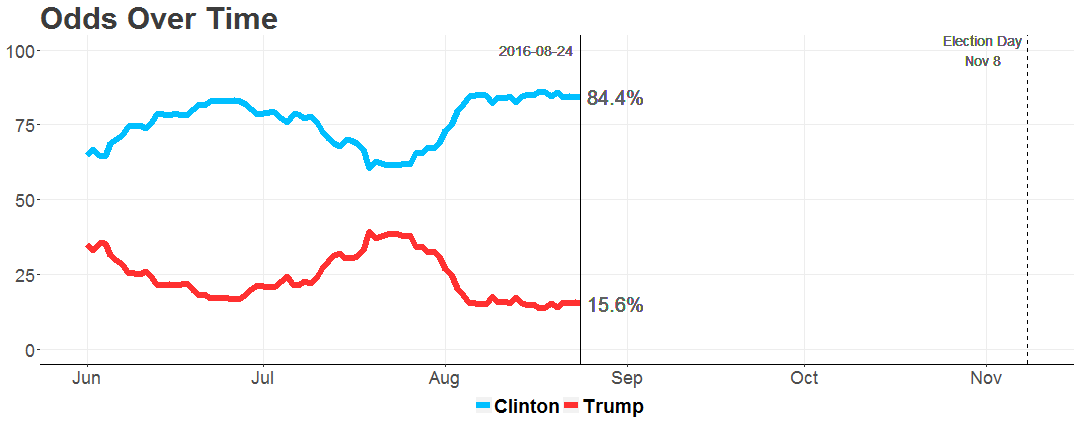 Odds Over Time
Election Day
Nov 8
2016-08-24
100
84.4%
75
50
25
15.6%
0
Jun Jul Aug Sep Oct Nov
Clinton Trump